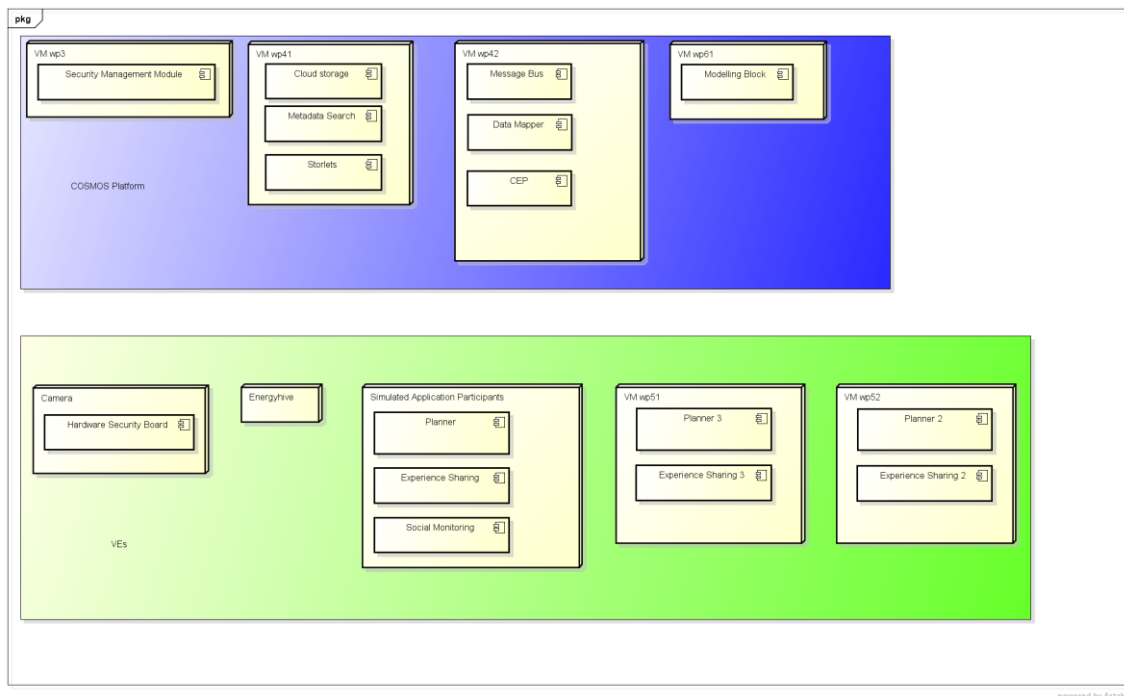 pkg
VM wp3
Security Management Module
VM wp41
Cloud storage
Metadata Search
Storlets
VM wp42
Message Bus
Data Mapper
CEP
VM wp61
Modelling Block
COSMOS Platform
Camera
Hardware Security Board
Energyhive
Simulated Application Participants
Planner
Experience Sharing
Social Monitoring
VM wp51
Planner 3
Experience Sharing 3
VM wp52
Planner 2
Experience Sharing 2
VEs
powered by